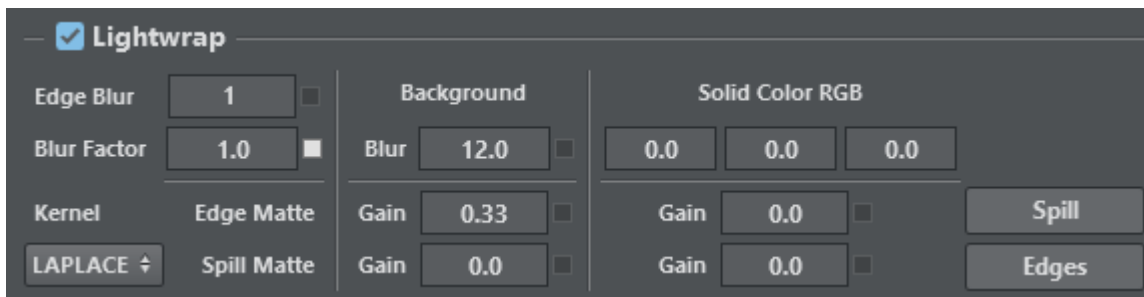 Lightwrap
Edge Blur 1 Background Solid Color RGB
Blur Factor 1.0 Blur 12.0 0.0 0.0 0.0
Kernel Edge Matte Gain 0.33 Gain 0.0 Spill
LAPLACE Spill Matte Gain 0.0 Gain 0.0 Edges